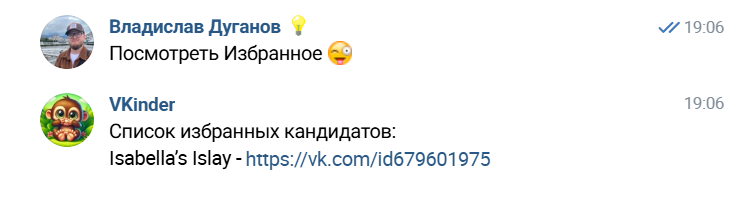 Владислав Дуганов 💡 19:06
Посмотреть Избранное 😜
VKinder 19:06
Список избранных кандидатов:
Isabella’s Islay - https://vk.com/id679601975